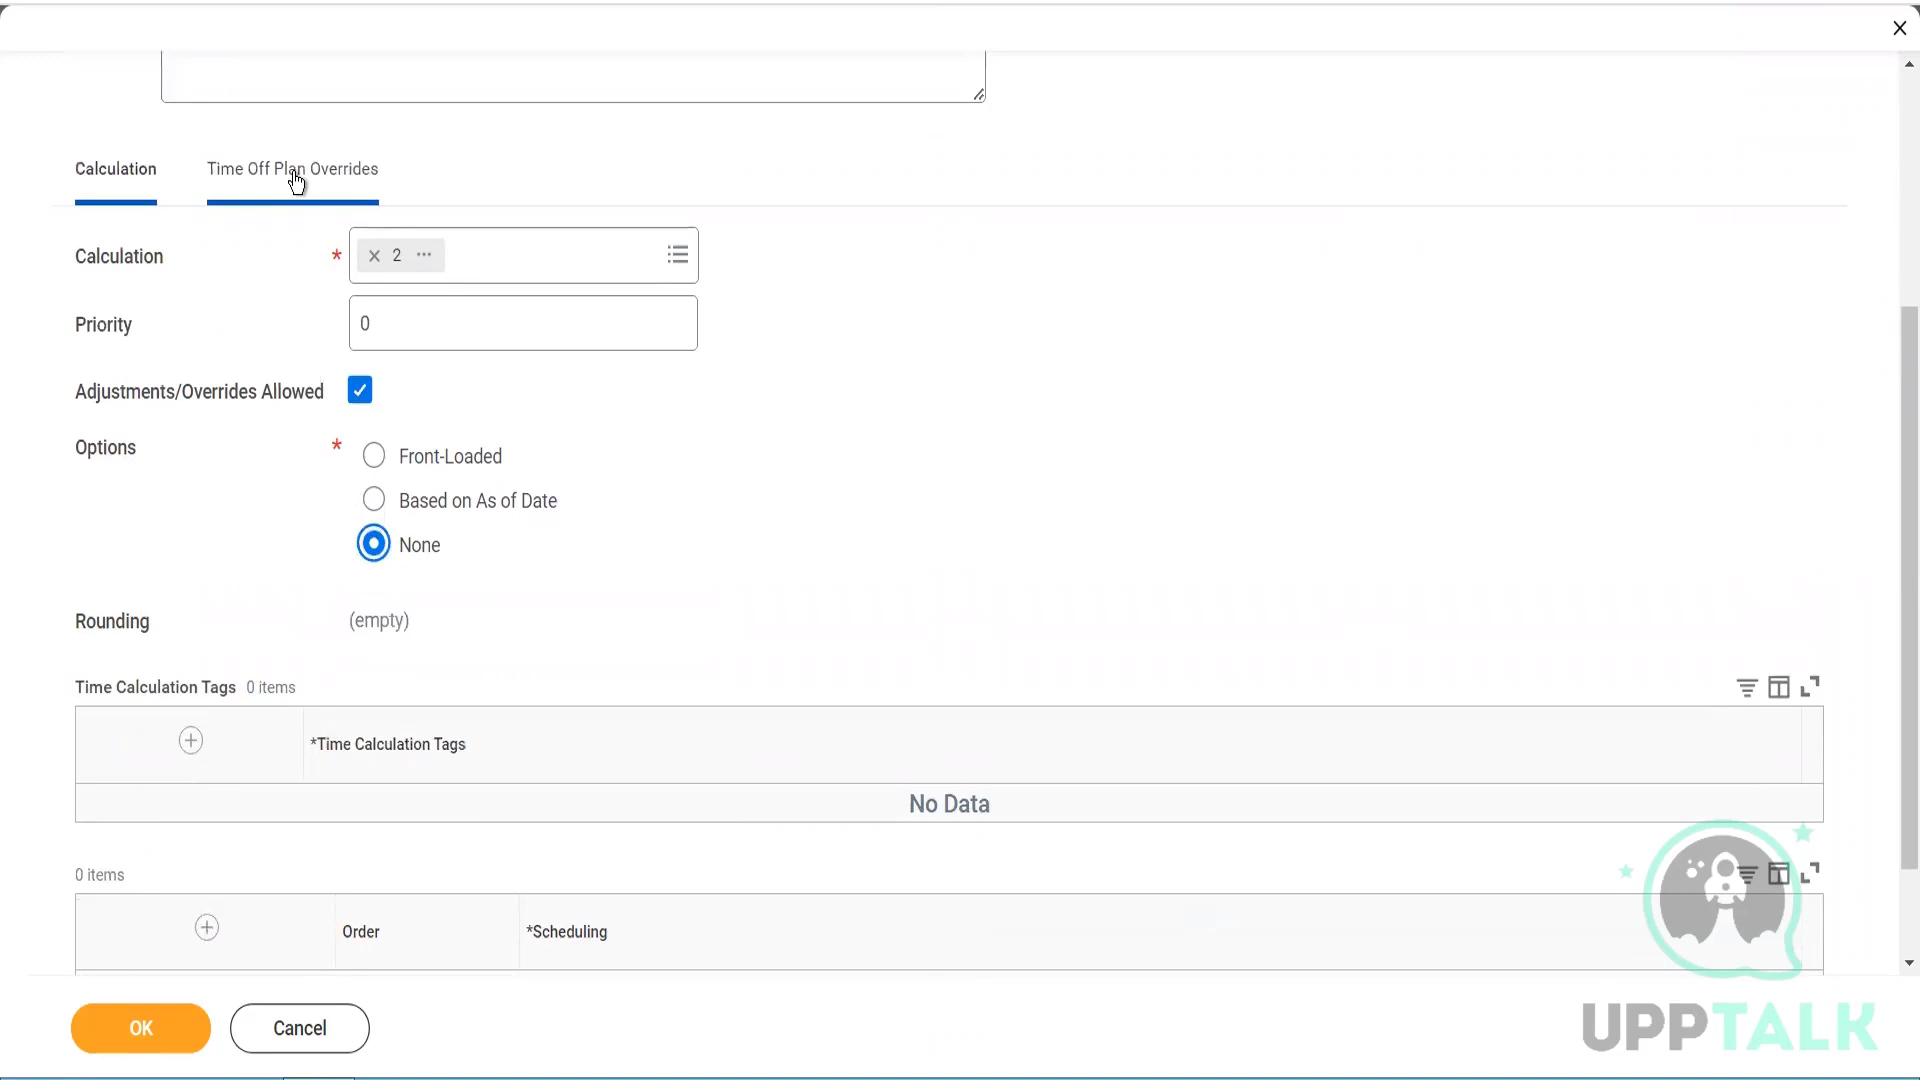 Calculation
Time Off Plan Overrides
Calculation *
2
Priority
0
Adjustments/Overrides Allowed
Options *
Front-Loaded
Based on As of Date
None
Rounding
(empty)
Time Calculation Tags 0 items
*Time Calculation Tags
No Data
0 items
Order
*Scheduling
OK
Cancel
UPPTALK